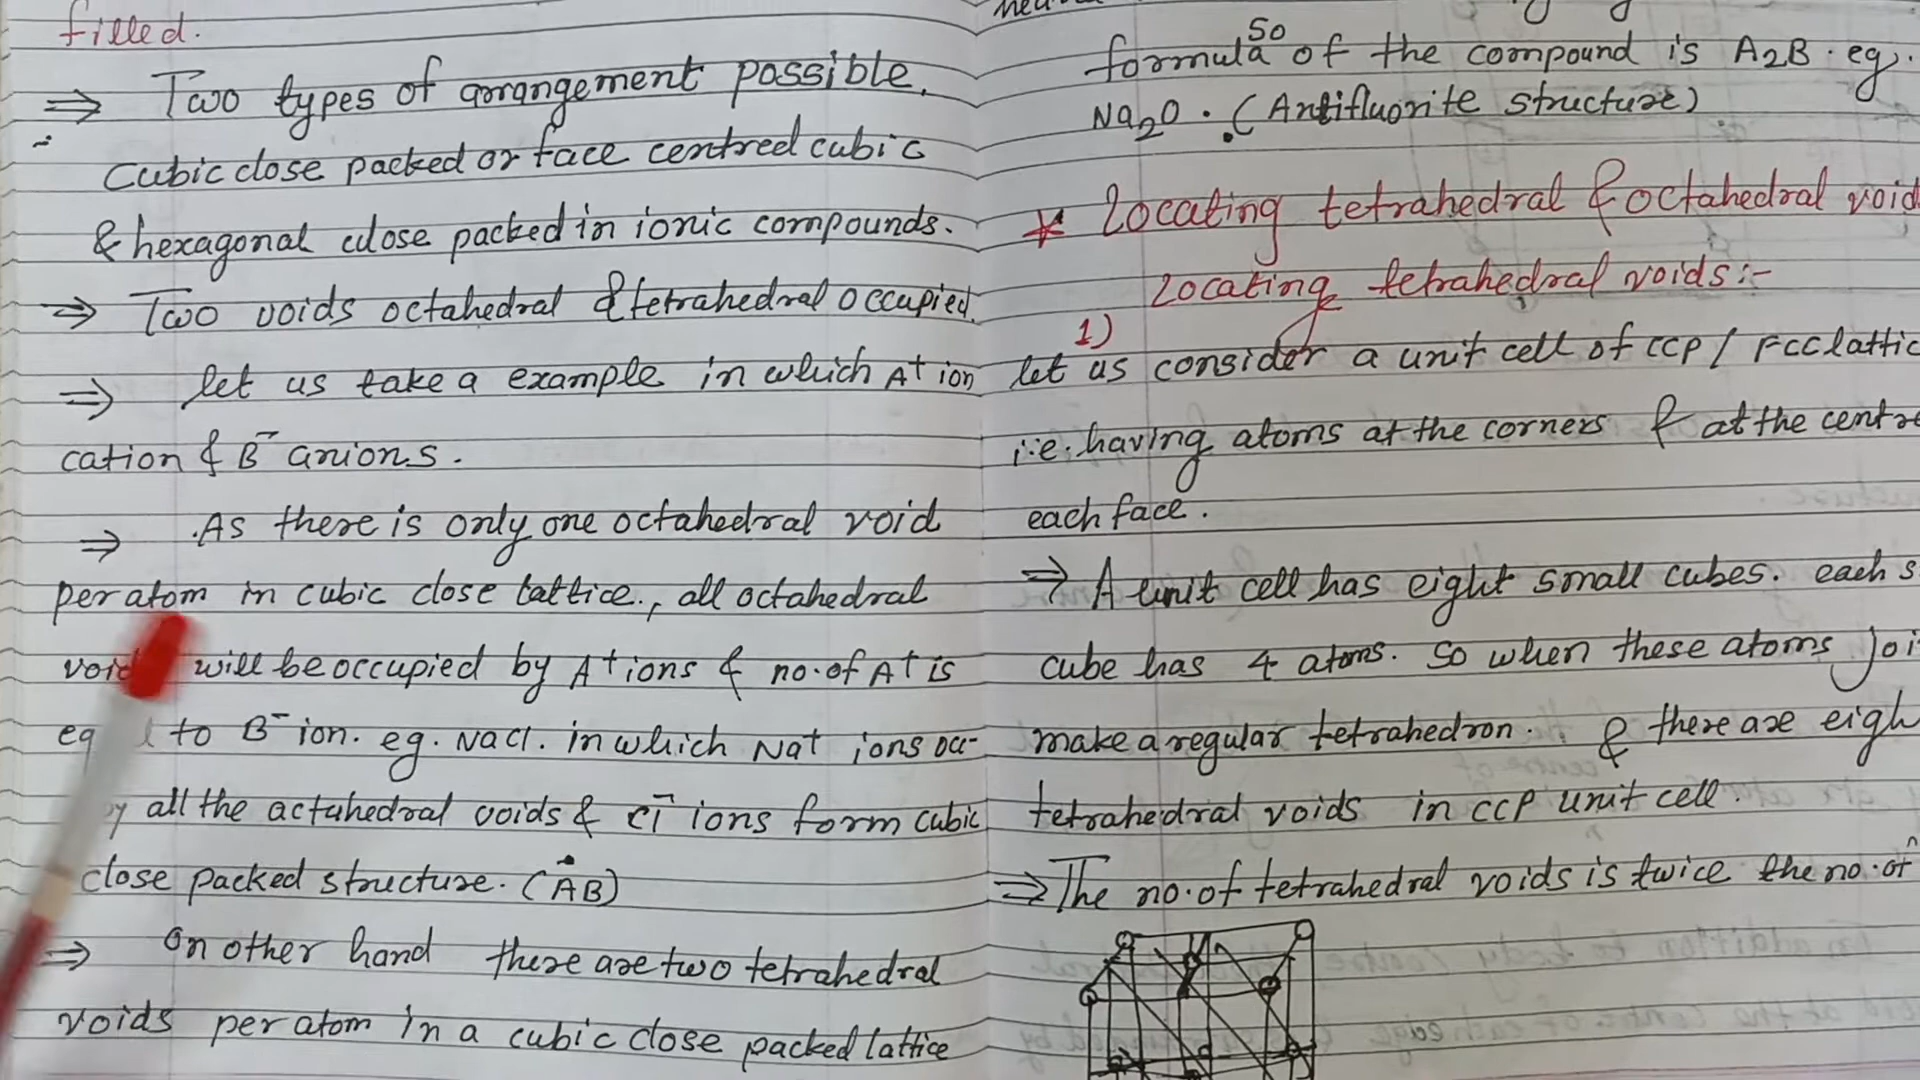 filled.
⇒ Two types of arrangement possible.
:- Cubic close packed or face centred cubic
& hexagonal close packed in ionic compounds.
⇒ Two voids octahedral & tetrahedral occupied.
⇒ let us take a example in which A+ ion
cation & B- anions.
⇒ As there is only one octahedral void
per atom in cubic close lattice., all octahedral
void will be occupied by A+ ions & no. of A+ is
to B- ion. eg. NaCl. in which Na+ ions occ-
all the actahedral voids & Cl- ions form cubic
close packed structure. (AB)
⇒ On other hand there are two tetrahedral
voids per atom in a cubic close packed lattice
so
formula of the compound is A2B. eg.
Na2O. (Antifluorite structure)
* Locating tetrahedral & octahedral void
Locating tetrahedral voids:-
1)
let us consider a unit cell of CCP / FCC lattic
i.e. having atoms at the corners & at the centre
each face.
⇒ A unit cell has eight small cubes. each s
cube has 4 atoms. So when these atoms joi
make a regular tetrahedron. & there are eigh
tetrahedral voids in CCP unit cell.
⇒ The no. of tetrahedral voids is twice the no. of